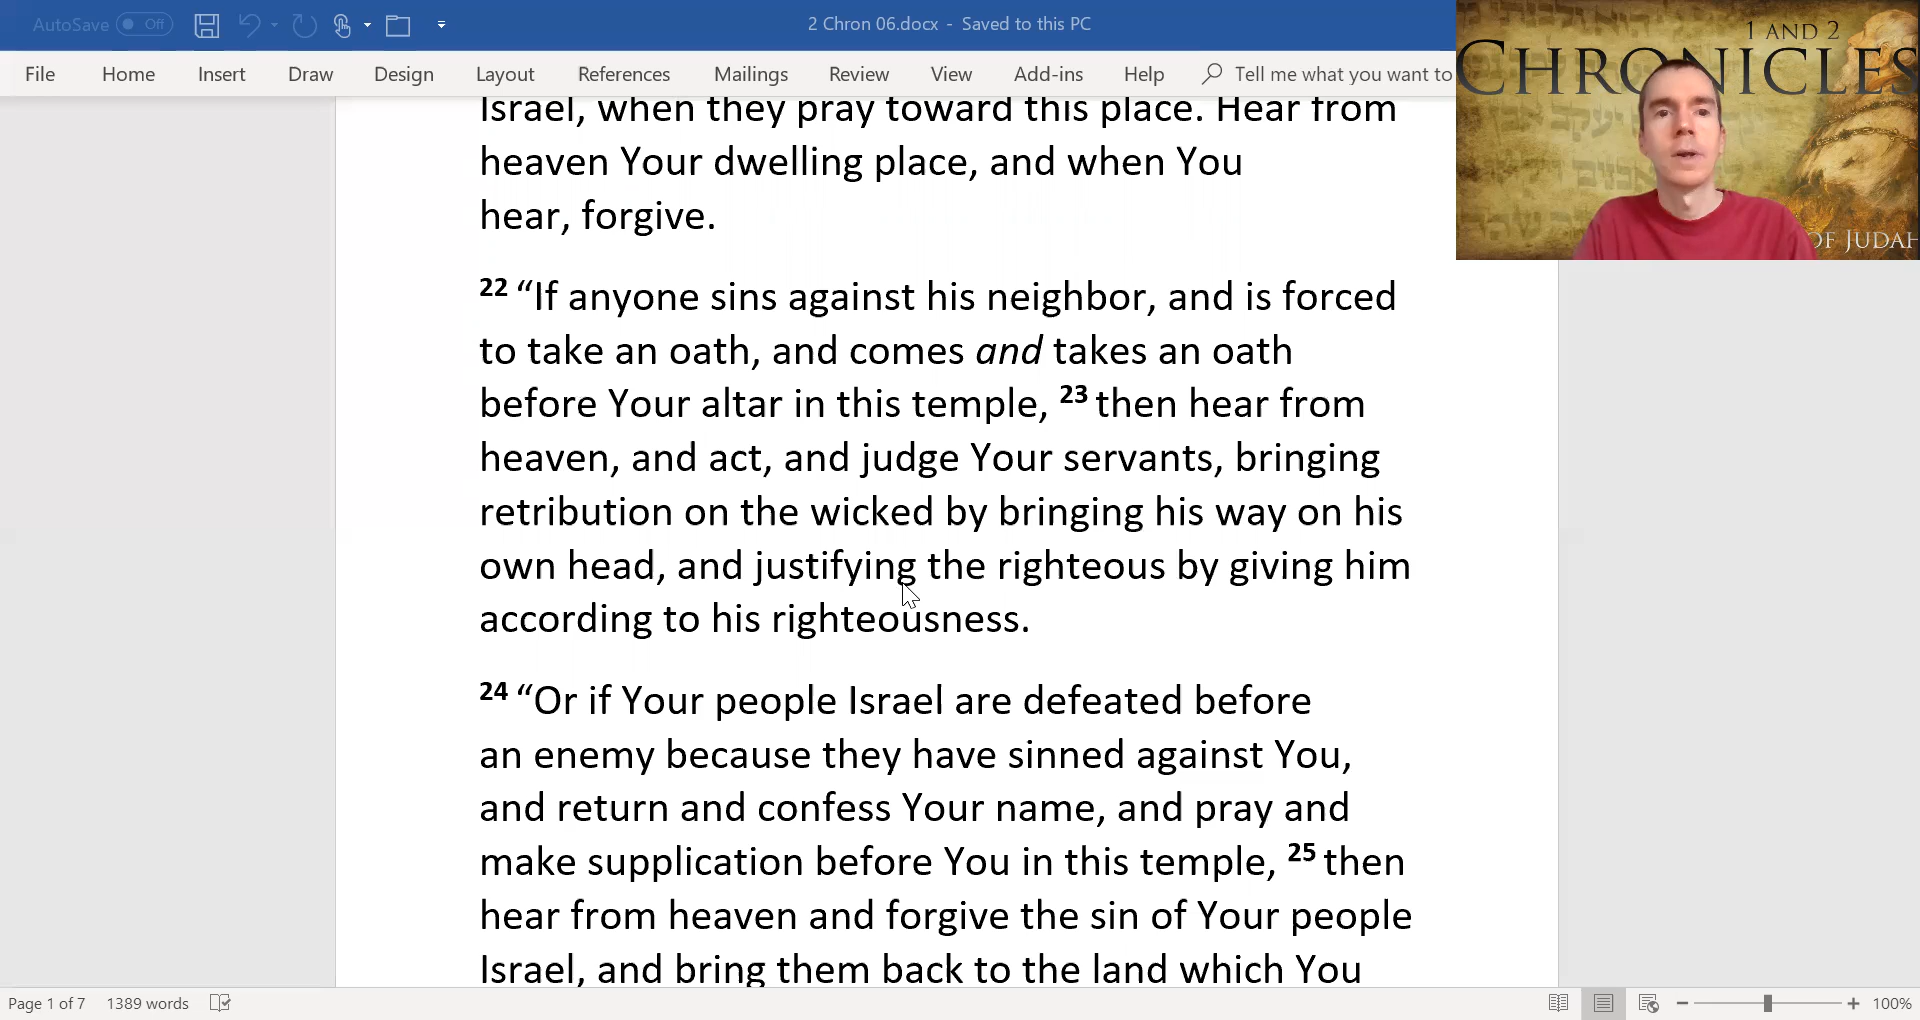 AutoSave Off
2 Chron 06.docx - Saved to this PC
File Home Insert Draw Design Layout References Mailings Review View Add-ins Help Tell me what you want to
1 AND 2
CHRONICLES
OF JUDAH
Israel, when they pray toward this place. Hear from
heaven Your dwelling place, and when You
hear, forgive.
22 “If anyone sins against his neighbor, and is forced
to take an oath, and comes and takes an oath
before Your altar in this temple, 23 then hear from
heaven, and act, and judge Your servants, bringing
retribution on the wicked by bringing his way on his
own head, and justifying the righteous by giving him
according to his righteousness.
24 “Or if Your people Israel are defeated before
an enemy because they have sinned against You,
and return and confess Your name, and pray and
make supplication before You in this temple, 25 then
hear from heaven and forgive the sin of Your people
Israel, and bring them back to the land which You
Page 1 of 7 1389 words
100%